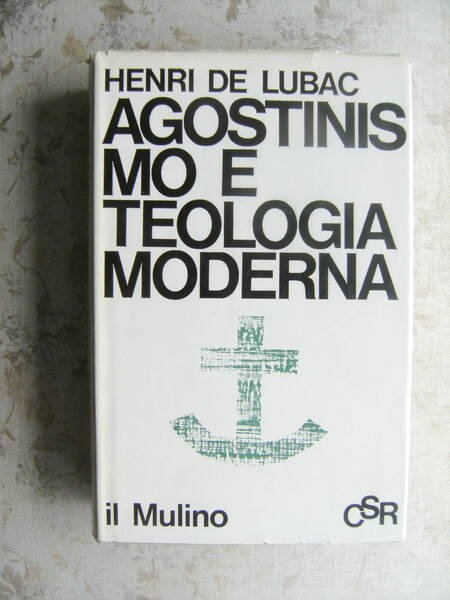 HENRI DE LUBAC
AGOSTINIS
MO E
TEOLOGIA
MODERNA
il Mulino
CSR